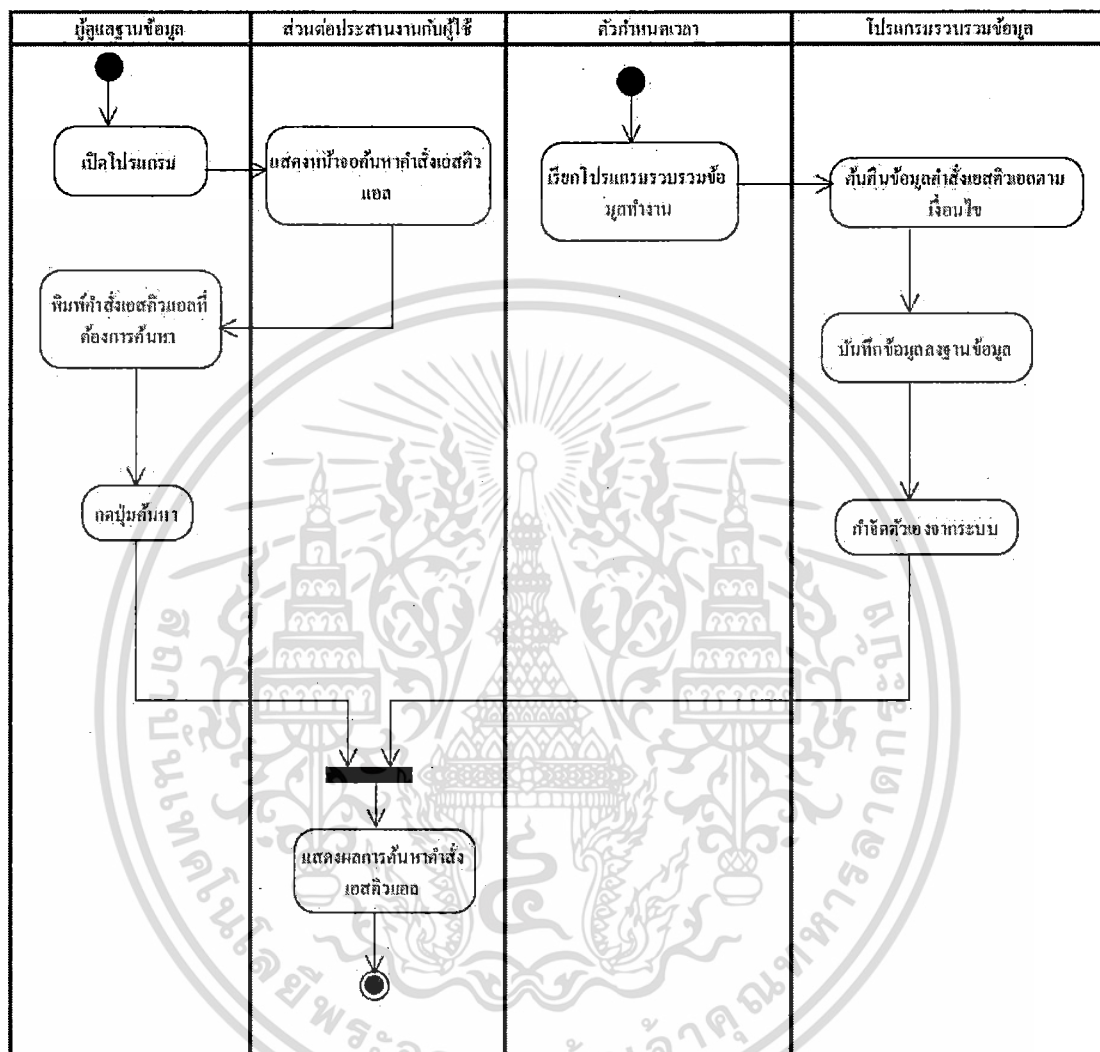 ผู้ดูแลฐานข้อมูล
ส่วนต่อประสานงานกับผู้ใช้
ตัวกำหนดเวลา
โปรแกรมรวบรวมข้อมูล
เปิดโปรแกรม
แสดงหน้าจอค้นหาคำสั่งเอสคิว
แอล
เรียกโปรแกรมรวบรวมข้อ
มูลทำงาน
ค้นคืนข้อมูลคำสั่งเอสคิวแอลตาม
เงื่อนไข
พิมพ์คำสั่งเอสคิวแอลที่
ต้องการค้นหา
บันทึกข้อมูลลงฐานข้อมูล
กดปุ่มค้นหา
กำจัดตัวเองจากระบบ
แสดงผลการค้นหาคำสั่ง
เอสคิวแอล